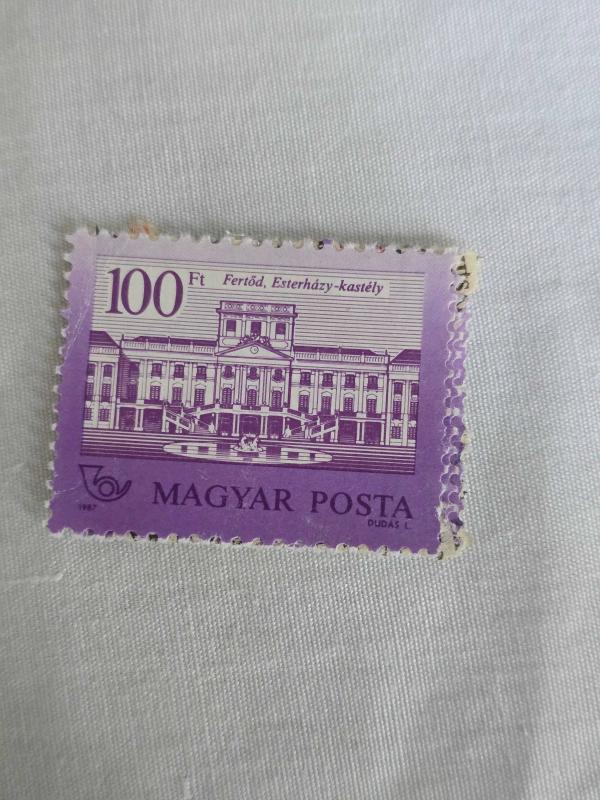 100 Ft Fertőd, Esterházy-kastély
MAGYAR POSTA
1987
DUDÁS L.